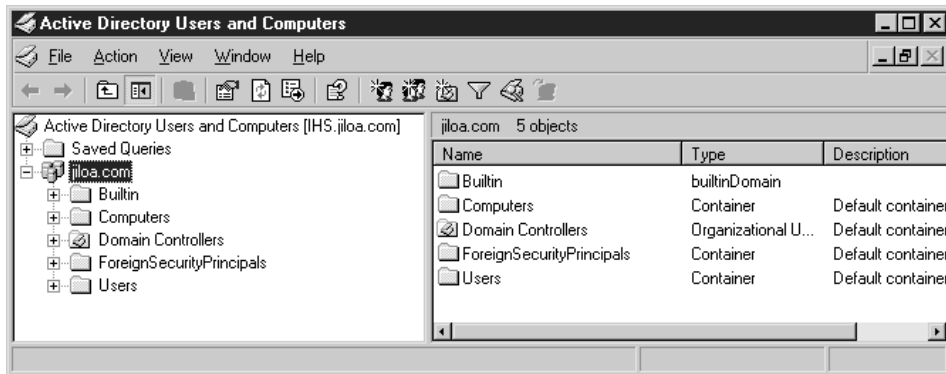 Active Directory Users and Computers
File Action View Window Help
Active Directory Users and Computers [IHS.jiloa.com]
Saved Queries
jiloa.com
Builtin
Computers
Domain Controllers
ForeignSecurityPrincipals
Users
jiloa.com 5 objects
Name Type Description
Builtin builtinDomain
Computers Container Default container
Domain Controllers Organizational U... Default container
ForeignSecurityPrincipals Container Default container
Users Container Default container